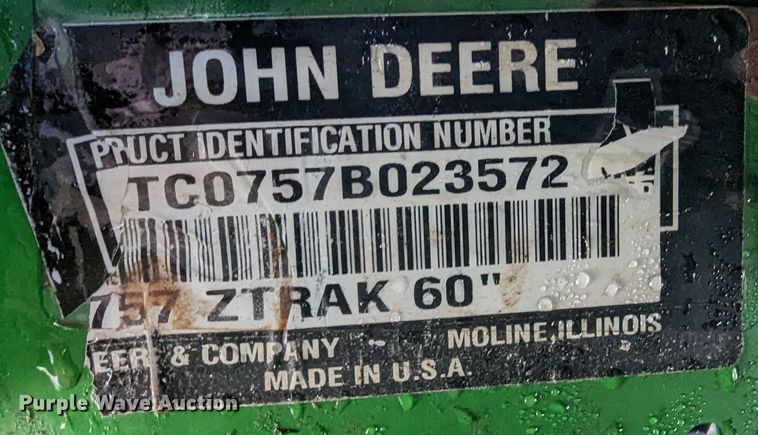 JOHN DEERE
PRUCT IDENTIFICATION NUMBER
TC0757B023572
757 ZTRAK 60"
EER & COMPANY - MOLINE, ILLINOIS
MADE IN U.S.A.
Purple Wave Auction